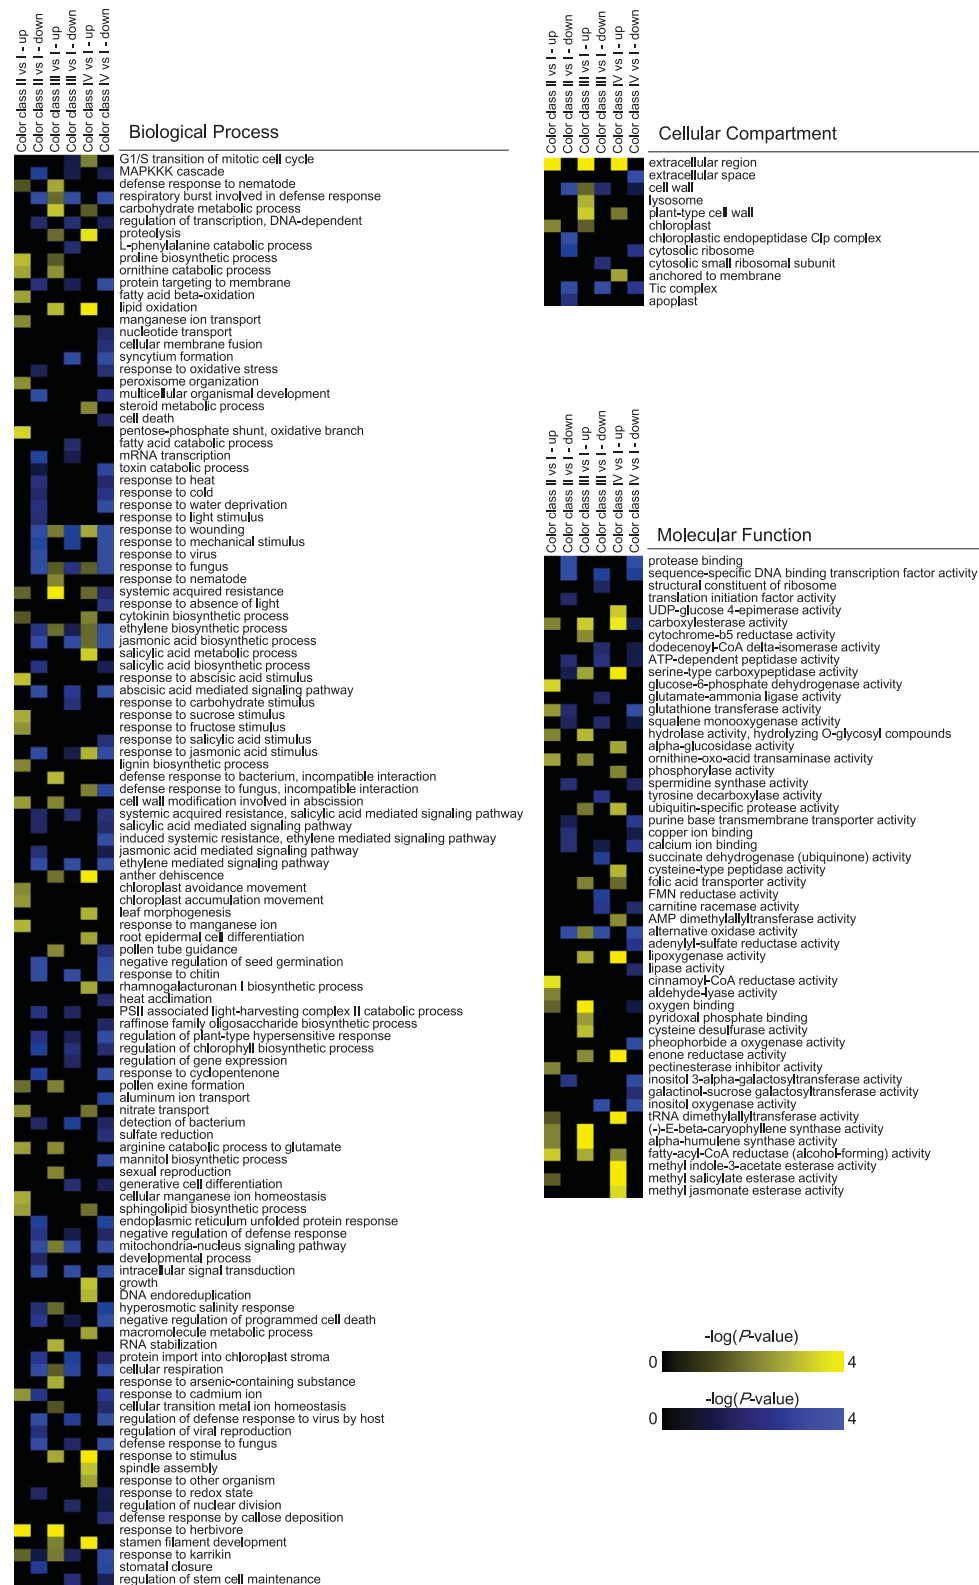 Color class II vs I - up
Color class II vs I - down
Color class III vs I - up
Color class III vs I - down
Color class IV vs I - up
Color class IV vs I - down
Biological Process
G1/S transition of mitotic cell cycle
MAPKKK cascade
defense response to nematode
respiratory burst involved in defense response
carbohydrate metabolic process
regulation of transcription, DNA-dependent
proteolysis
L-phenylalanine catabolic process
proline biosynthetic process
ornithine catabolic process
protein targeting to membrane
fatty acid beta-oxidation
lipid oxidation
manganese ion transport
nucleotide transport
cellular membrane fusion
syncytium formation
response to oxidative stress
peroxisome organization
multicellular organismal development
steroid metabolic process
cell death
pentose-phosphate shunt, oxidative branch
fatty acid catabolic process
mRNA transcription
toxin catabolic process
response to heat
response to cold
response to water deprivation
response to light stimulus
response to wounding
response to mechanical stimulus
response to virus
response to fungus
response to nematode
systemic acquired resistance
response to absence of light
cytokinin biosynthetic process
ethylene biosynthetic process
jasmonic acid biosynthetic process
salicylic acid metabolic process
salicylic acid biosynthetic process
response to abscisic acid stimulus
abscisic acid mediated signaling pathway
response to carbohydrate stimulus
response to sucrose stimulus
response to fructose stimulus
response to salicylic acid stimulus
response to jasmonic acid stimulus
lignin biosynthetic process
defense response to bacterium, incompatible interaction
defense response to fungus, incompatible interaction
cell wall modification involved in abscission
systemic acquired resistance, salicylic acid mediated signaling pathway
salicylic acid mediated signaling pathway
induced systemic resistance, ethylene mediated signaling pathway
jasmonic acid mediated signaling pathway
ethylene mediated signaling pathway
anther dehiscence
chloroplast avoidance movement
chloroplast accumulation movement
leaf morphogenesis
response to manganese ion
root epidermal cell differentiation
pollen tube guidance
negative regulation of seed germination
response to chitin
rhamnogalacturonan I biosynthetic process
heat acclimation
PSII associated light-harvesting complex II catabolic process
raffinose family oligosaccharide biosynthetic process
regulation of plant-type hypersensitive response
regulation of chlorophyll biosynthetic process
regulation of gene expression
response to cyclopentenone
pollen exine formation
aluminum ion transport
nitrate transport
detection of bacterium
sulfate reduction
arginine catabolic process to glutamate
mannitol biosynthetic process
sexual reproduction
generative cell differentiation
cellular manganese ion homeostasis
sphingolipid biosynthetic process
endoplasmic reticulum unfolded protein response
negative regulation of defense response
mitochondria-nucleus signaling pathway
developmental process
intracellular signal transduction
growth
DNA endoreduplication
hyperosmotic salinity response
negative regulation of programmed cell death
macromolecule metabolic process
RNA stabilization
protein import into chloroplast stroma
cellular respiration
response to arsenic-containing substance
response to cadmium ion
cellular transition metal ion homeostasis
regulation of defense response to virus by host
regulation of viral reproduction
defense response to fungus
response to stimulus
spindle assembly
response to other organism
response to redox state
regulation of nuclear division
defense response by callose deposition
response to herbivore
stamen filament development
response to karrikin
stomatal closure
regulation of stem cell maintenance
Color class II vs I - up
Color class II vs I - down
Color class III vs I - up
Color class III vs I - down
Color class IV vs I - up
Color class IV vs I - down
Cellular Compartment
extracellular region
extracellular space
cell wall
lysosome
plant-type cell wall
chloroplast
chloroplastic endopeptidase Clp complex
cytosolic ribosome
cytosolic small ribosomal subunit
anchored to membrane
Tic complex
apoplast
Color class II vs I - up
Color class II vs I - down
Color class III vs I - up
Color class III vs I - down
Color class IV vs I - up
Color class IV vs I - down
Molecular Function
protease binding
sequence-specific DNA binding transcription factor activity
structural constituent of ribosome
translation initiation factor activity
UDP-glucose 4-epimerase activity
carboxylesterase activity
cytochrome-b5 reductase activity
dodecenoyl-CoA delta-isomerase activity
ATP-dependent peptidase activity
serine-type carboxypeptidase activity
glucose-6-phosphate dehydrogenase activity
glutamate-ammonia ligase activity
glutathione transferase activity
squalene monooxygenase activity
hydrolase activity, hydrolyzing O-glycosyl compounds
alpha-glucosidase activity
ornithine-oxo-acid transaminase activity
phosphorylase activity
spermidine synthase activity
tyrosine decarboxylase activity
ubiquitin-specific protease activity
purine base transmembrane transporter activity
copper ion binding
calcium ion binding
succinate dehydrogenase (ubiquinone) activity
cysteine-type peptidase activity
folic acid transporter activity
FMN reductase activity
carnitine racemase activity
AMP dimethylallyltransferase activity
alternative oxidase activity
adenylyl-sulfate reductase activity
lipoxygenase activity
lipase activity
cinnamoyl-CoA reductase activity
aldehyde-lyase activity
oxygen binding
pyridoxal phosphate binding
cysteine desulfurase activity
pheophorbide a oxygenase activity
enone reductase activity
pectinesterase inhibitor activity
inositol 3-alpha-galactosyltransferase activity
galactinol-sucrose galactosyltransferase activity
inositol oxygenase activity
tRNA dimethylallyltransferase activity
(-)-E-beta-caryophyllene synthase activity
alpha-humulene synthase activity
fatty-acyl-CoA reductase (alcohol-forming) activity
methyl indole-3-acetate esterase activity
methyl salicylate esterase activity
methyl jasmonate esterase activity
-log(P-value)
0 4
-log(P-value)
0 4